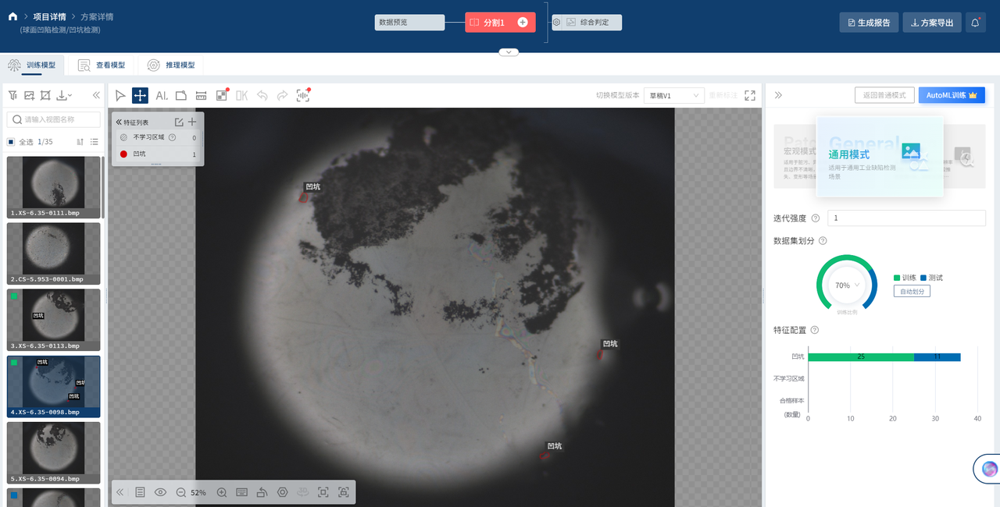 项目详情 > 方案详情
(球面凹陷检测/凹坑检测)
数据预览
分割1
综合判定
生成报告
方案导出
训练模型
查看模型
推理模型
请输入视图名称
全选 1/35
1.XS-6.35-0111.bmp
2.CS-5.953-0001.bmp
凹坑
3.XS-6.35-0113.bmp
凹坑
凹坑
凹坑
4.XS-6.35-0098.bmp
5.XS-6.35-0094.bmp
AI.
切换模型版本
草稿V1
重新标注
特征列表
不学习区域 0
凹坑 1
凹坑
凹坑
凹坑
52%
3D
返回普通模式
AutoML训练
宏观模式
General
通用模式
适用于通用工业缺陷检测
场景
迭代强度
1
数据集划分
70%
训练比例
训练 测试
自动划分
特征配置
凹坑 25 11
不学习区域
合格样本
(数量) 0 10 20 30 40